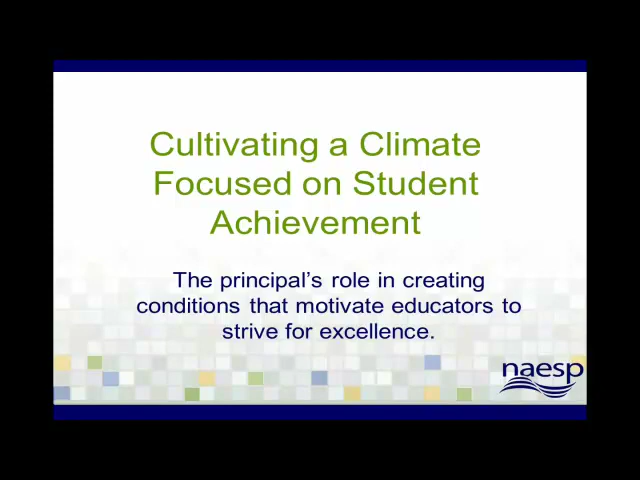 Cultivating a Climate
Focused on Student
Achievement
The principal's role in creating
conditions that motivate educators to
strive for excellence.
naesp